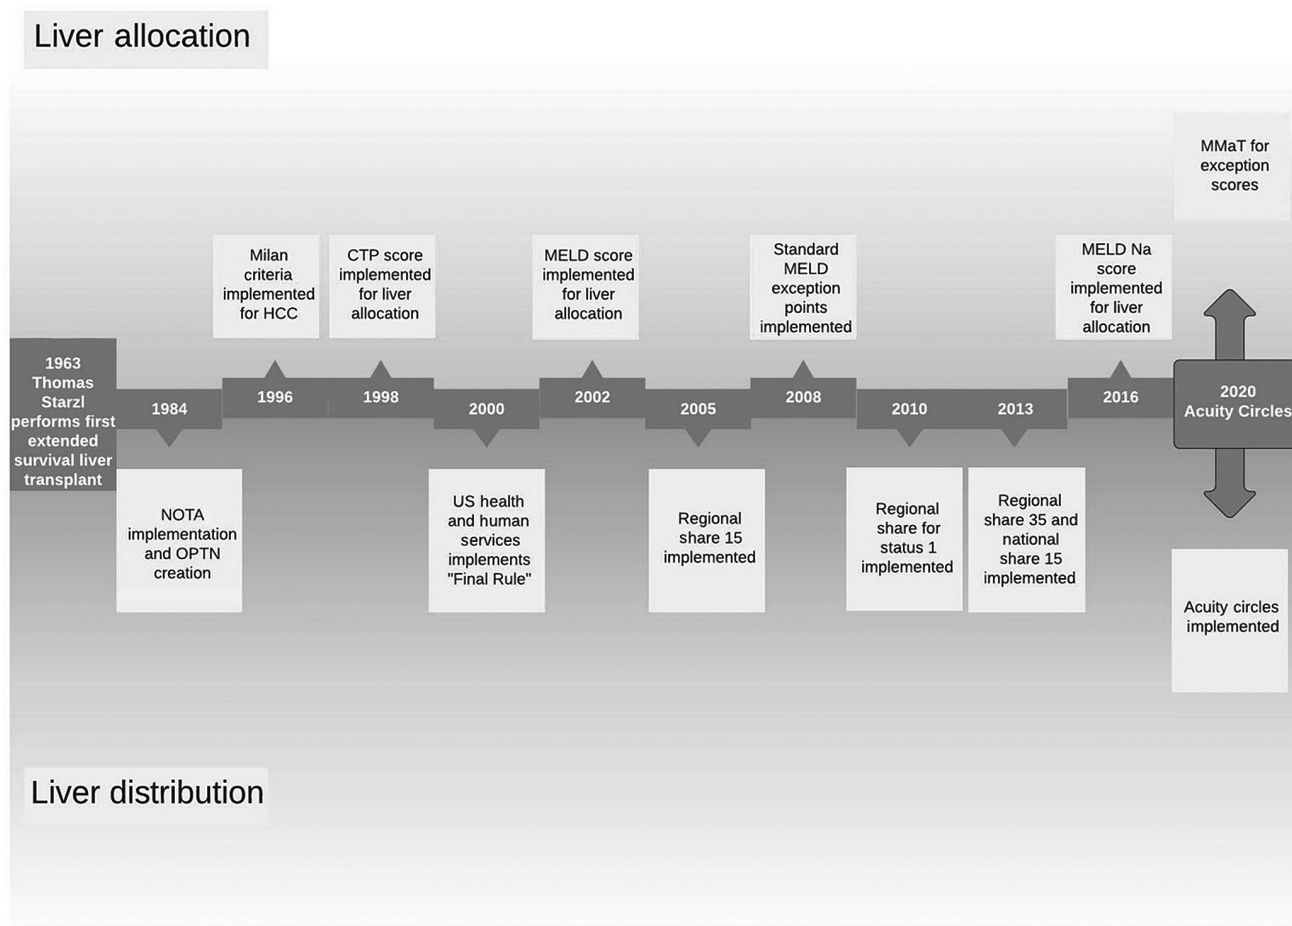 Liver allocation
MMaT for
exception
scores
Milan
criteria
implemented
for HCC
CTP score
implemented
for liver
allocation
MELD score
implemented
for liver
allocation
Standard
MELD
exception
points
implemented
MELD Na
score
implemented
for liver
allocation
1963
Thomas
Starzl
performs first
extended
survival liver
transplant
1984
1996
1998
2000
2002
2005
2008
2010
2013
2016
2020
Acuity Circles
NOTA
implementation
and OPTN
creation
US health
and human
services
implements
"Final Rule"
Regional
share 15
implemented
Regional
share for
status 1
implemented
Regional
share 35 and
national
share 15
implemented
Acuity circles
implemented
Liver distribution